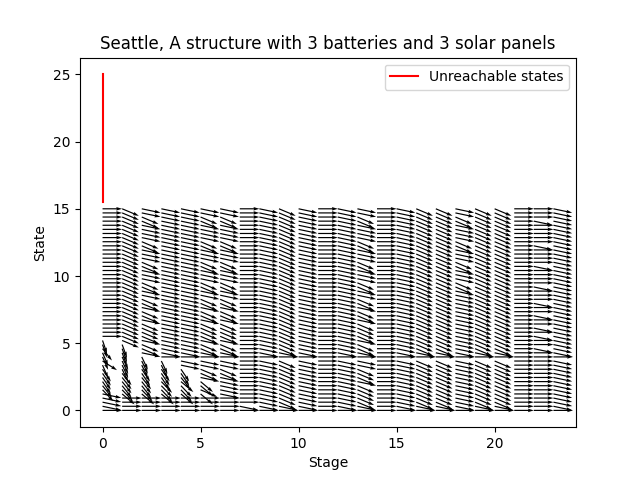 Seattle, A structure with 3 batteries and 3 solar panels
Unreachable states
25
20
15
10
5
0
State
0 5 10 15 20
Stage